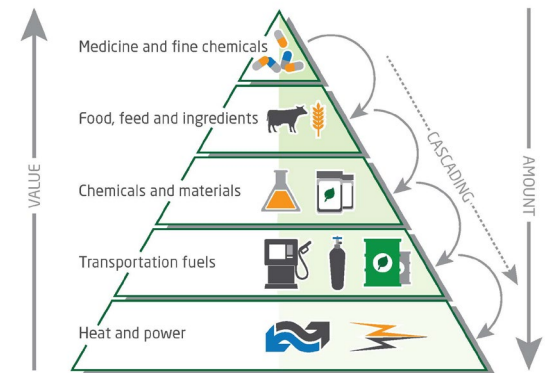 Medicine and fine chemicals
Food, feed and ingredients
Chemicals and materials
Transportation fuels
Heat and power
VALUE
CASCADING
AMOUNT